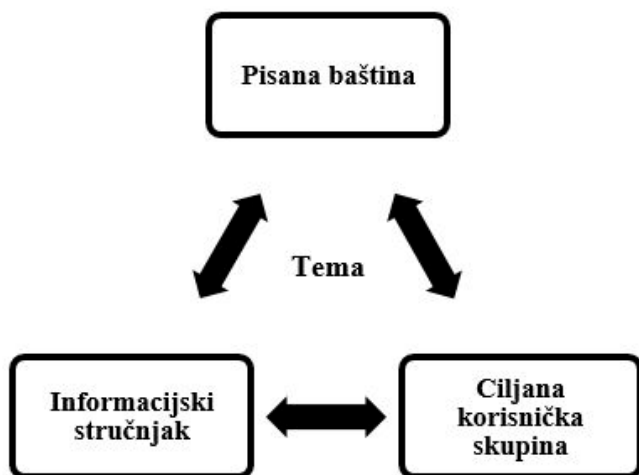 Pisana baština
Tema
Informacijski
stručnjak
Ciljana
korisnička
skupina